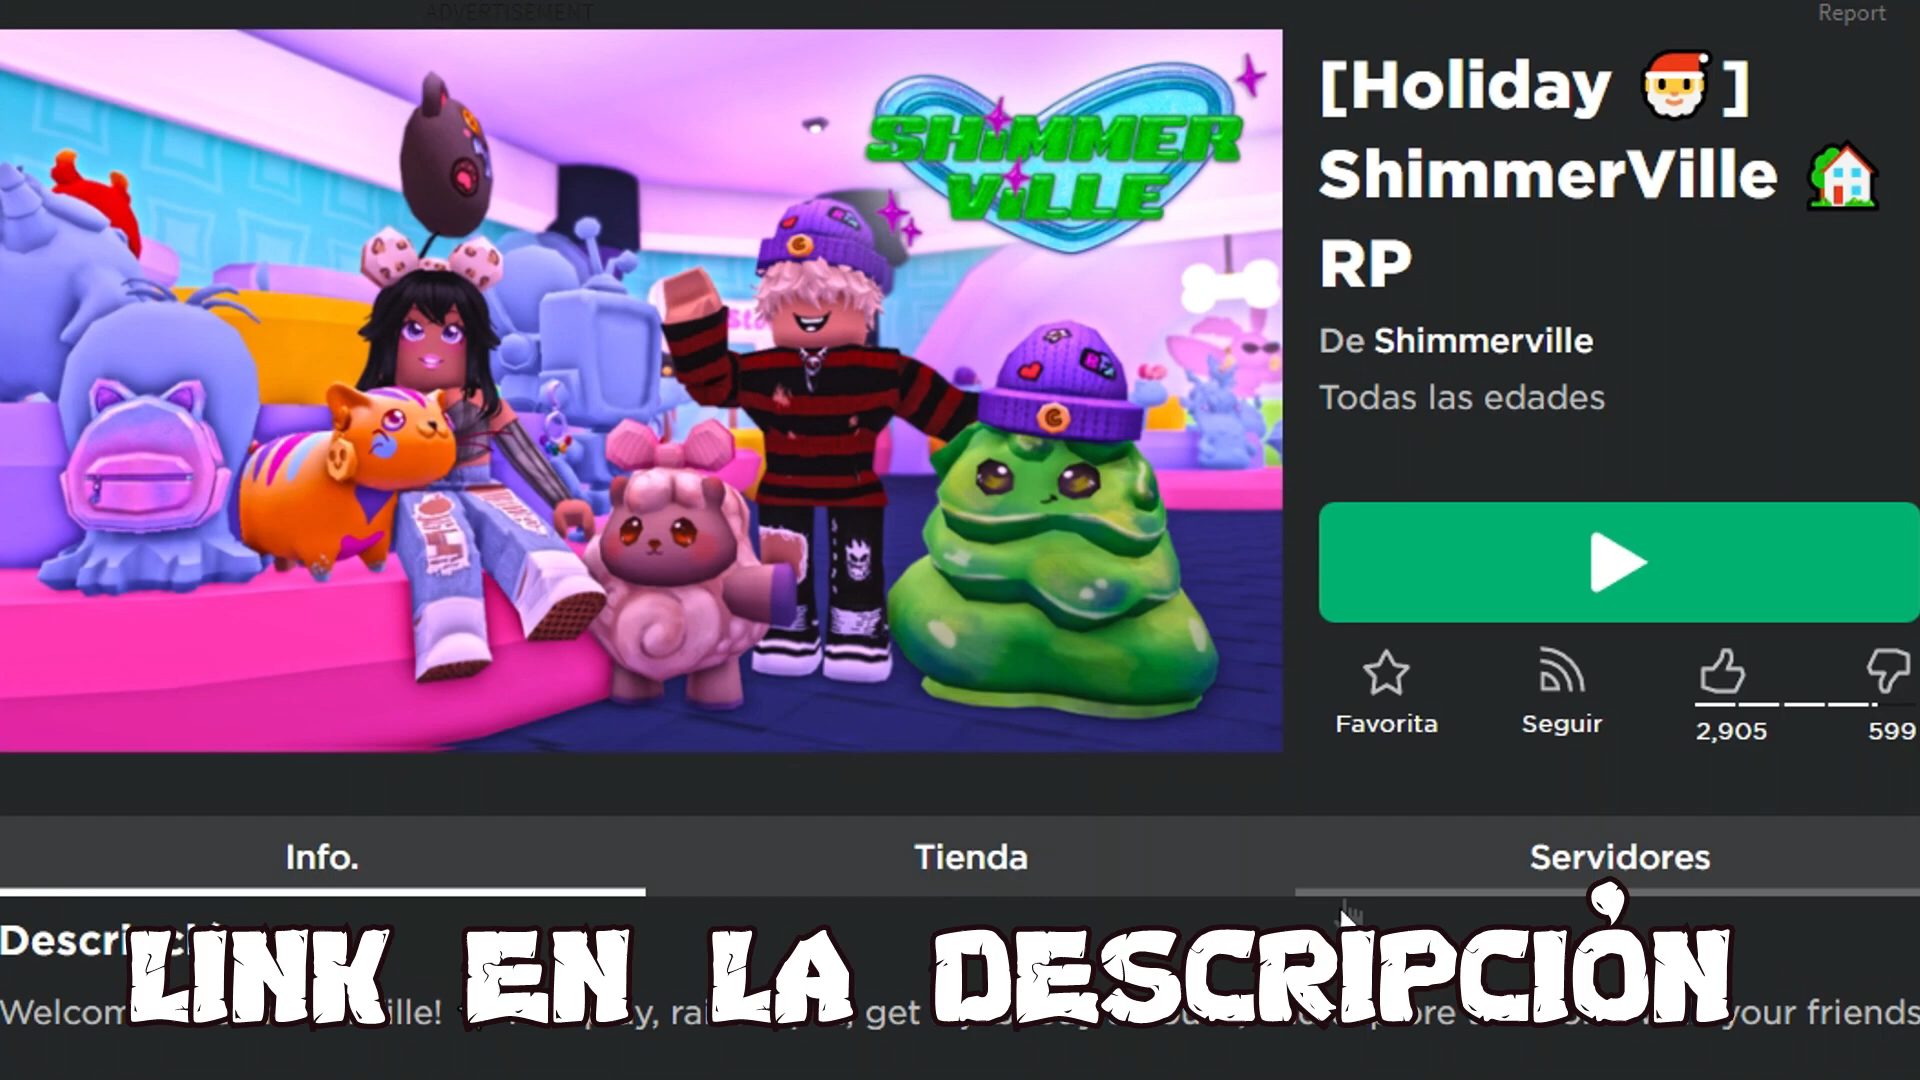 ADVERTISEMENT
Report
SHiMMER
ViLLE
[Holiday 🎅]
ShimmerVille 🏡
RP
De Shimmerville
Todas las edades
Favorita
Seguir
2,905
599
Info.
Tienda
Servidores
LINK EN LA DESCRIPCIÓN
get
your friends